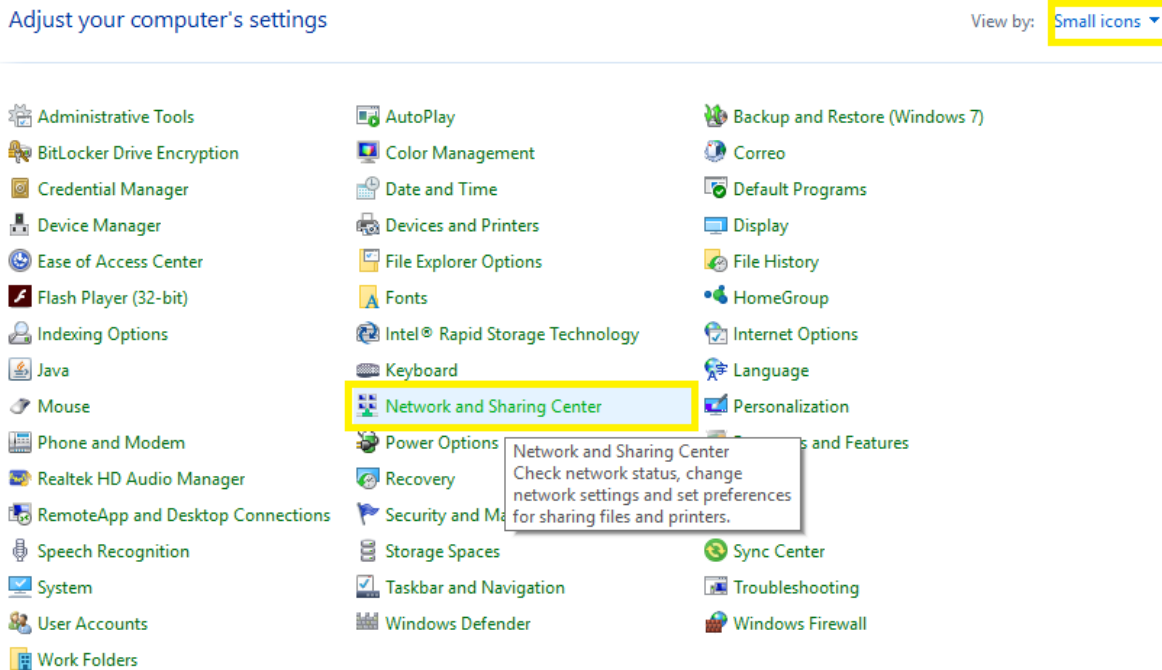 Adjust your computer's settings
View by: Small icons
Administrative Tools
AutoPlay
Backup and Restore (Windows 7)
BitLocker Drive Encryption
Color Management
Correo
Credential Manager
Date and Time
Default Programs
Device Manager
Devices and Printers
Display
Ease of Access Center
File Explorer Options
File History
Flash Player (32-bit)
Fonts
HomeGroup
Indexing Options
Intel® Rapid Storage Technology
Internet Options
Java
Keyboard
Language
Mouse
Network and Sharing Center
Personalization
Phone and Modem
Power Options
s and Features
Network and Sharing Center
Check network status, change
network settings and set preferences
for sharing files and printers.
Realtek HD Audio Manager
Recovery
RemoteApp and Desktop Connections
Security and Ma
Speech Recognition
Storage Spaces
Sync Center
System
Taskbar and Navigation
Troubleshooting
User Accounts
Windows Defender
Windows Firewall
Work Folders